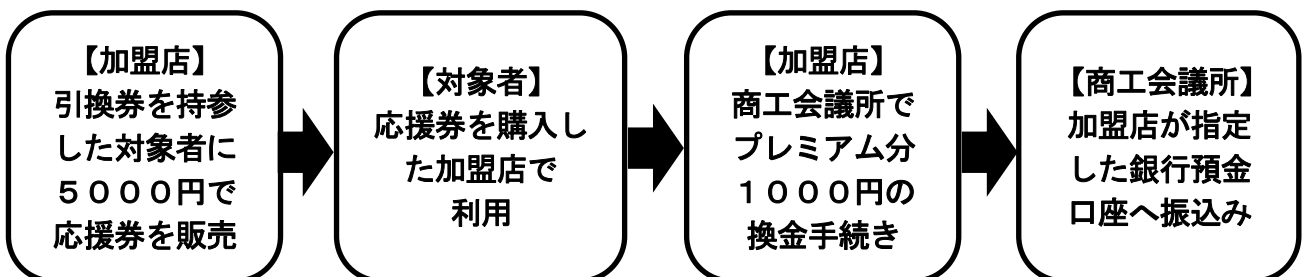 【加盟店】
引換券を持参
した対象者に
５０００円で
応援券を販売
【対象者】
応援券を購入し
た加盟店で
利用
【加盟店】
商工会議所で
プレミアム分
１０００円の
換金手続き
【商工会議所】
加盟店が指定
した銀行預金
口座へ振込み